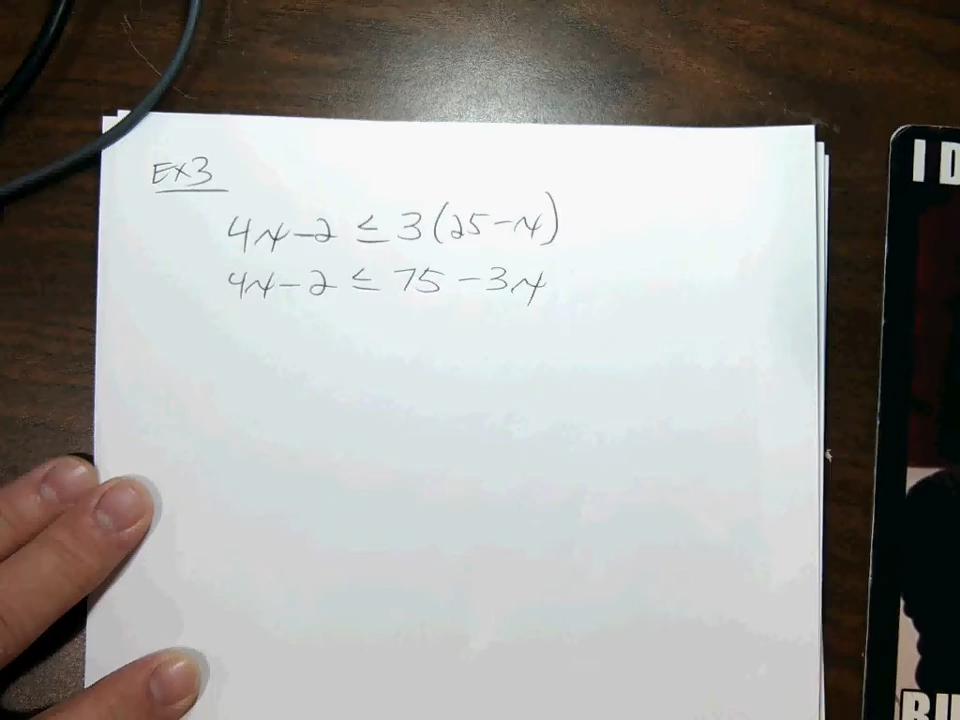 Ex3
4x-2 ≤ 3(25-x)
4x-2 ≤ 75-3x
I